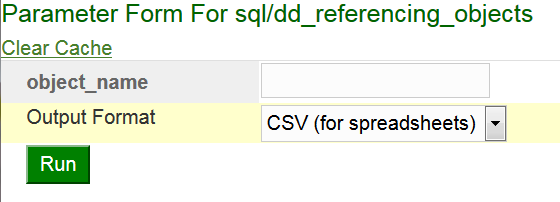 Parameter Form For sql/dd_referencing_objects
Clear Cache
object_name
Output Format CSV (for spreadsheets)
Run